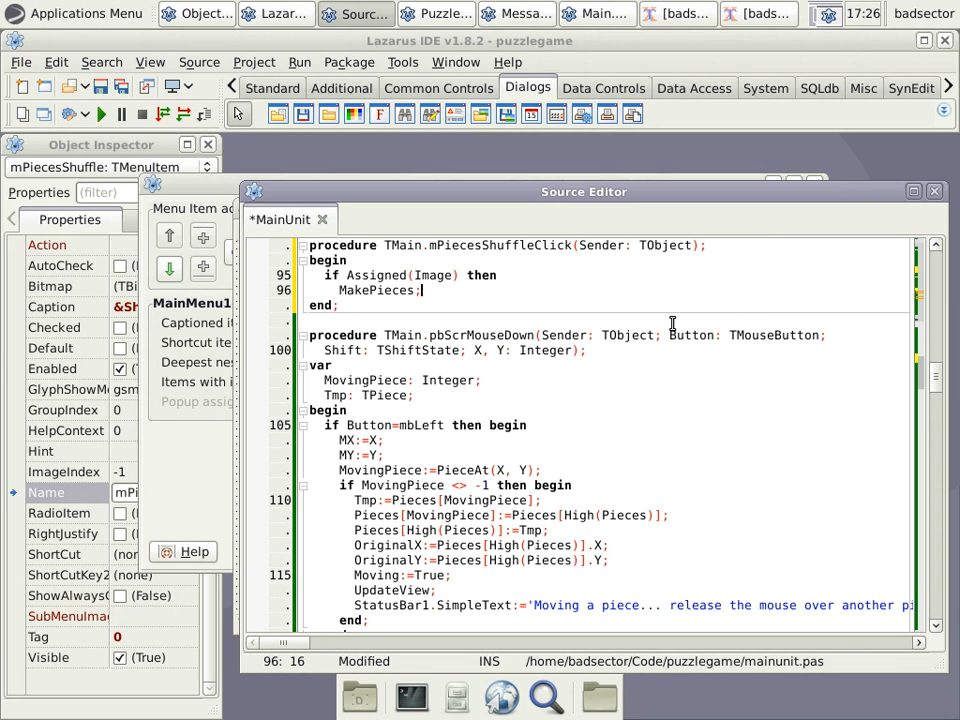 Applications Menu
Object...
Lazar...
Sourc...
Puzzle...
Messa...
Main....
[bads...
[bads...
17:26
badsector
Lazarus IDE v1.8.2 - puzzlegame
File Edit Search View Source Project Run Package Tools Window Help
Standard Additional Common Controls Dialogs Data Controls Data Access System SQLdb Misc SynEdit
Object Inspector
mPiecesShuffle: TMenuItem
Properties (filter)
Properties
Action
AutoCheck (
Bitmap (TBi
Caption &Sh
Checked (
Default (
Enabled (T
GlyphShowM gsm
GroupIndex 0
HelpContext 0
Hint
ImageIndex -1
Name mPi
RadioItem (
RightJustify (
ShortCut (nor
ShortCutKey2 (none)
ShowAlways (False)
SubMenuImag
Tag 0
Visible (True)
Menu Item ac
MainMenu1
Captioned it
Shortcut ite
Deepest nes
Items with i
Popup assig
Help
Source Editor
*MainUnit
. procedure TMain.mPiecesShuffleClick(Sender: TObject);
. begin
95 if Assigned(Image) then
96 MakePieces;
. end;
.
. procedure TMain.pbScrMouseDown(Sender: TObject; Button: TMouseButton;
100 Shift: TShiftState; X, Y: Integer);
. var
. MovingPiece: Integer;
. Tmp: TPiece;
. begin
105 if Button=mbLeft then begin
. MX:=X;
. MY:=Y;
. MovingPiece:=PieceAt(X, Y);
. if MovingPiece <> -1 then begin
110 Tmp:=Pieces[MovingPiece];
. Pieces[MovingPiece]:=Pieces[High(Pieces)];
. Pieces[High(Pieces)]:=Tmp;
. OriginalX:=Pieces[High(Pieces)].X;
. OriginalY:=Pieces[High(Pieces)].Y;
115 Moving:=True;
. UpdateView;
. StatusBar1.SimpleText:='Moving a piece... release the mouse over another pi
. end;
96: 16 Modified INS /home/badsector/Code/puzzlegame/mainunit.pas